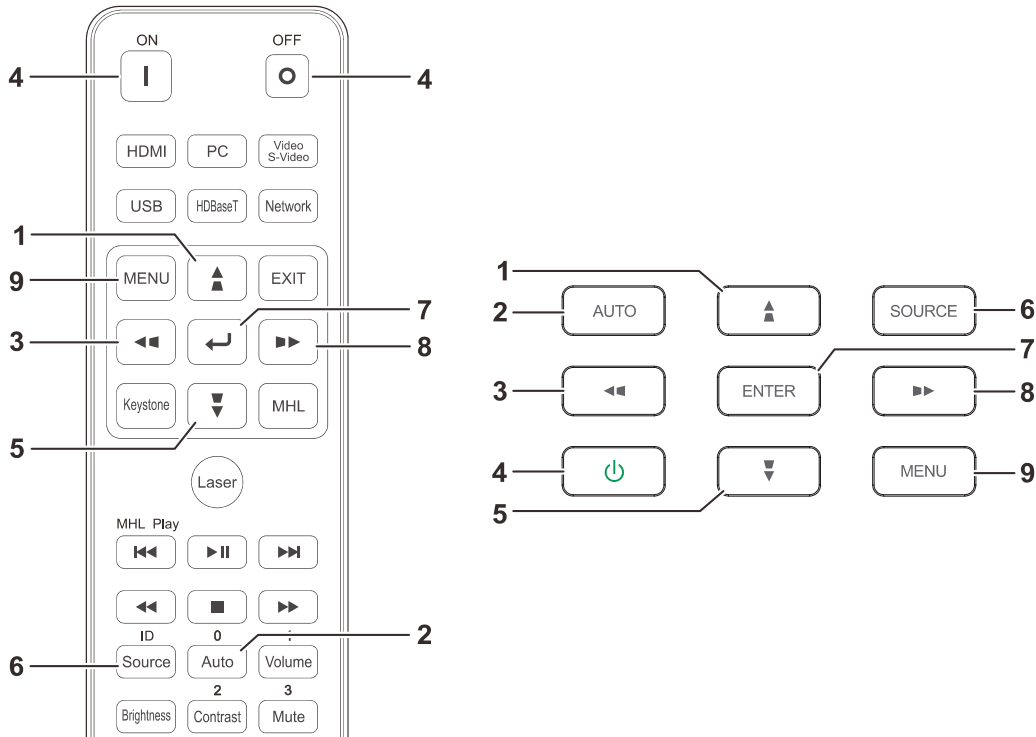 ON OFF
4 4
HDMI PC Video S-Video
USB HDBaseT Network
1
9 MENU EXIT
7
3 8
Keystone MHL
5
Laser
MHL Play
ID 0 :
2
6 Source Auto Volume
2 3
Brightness Contrast Mute
1
2 AUTO SOURCE 6
7
3 ENTER 8
4 MENU 9
5